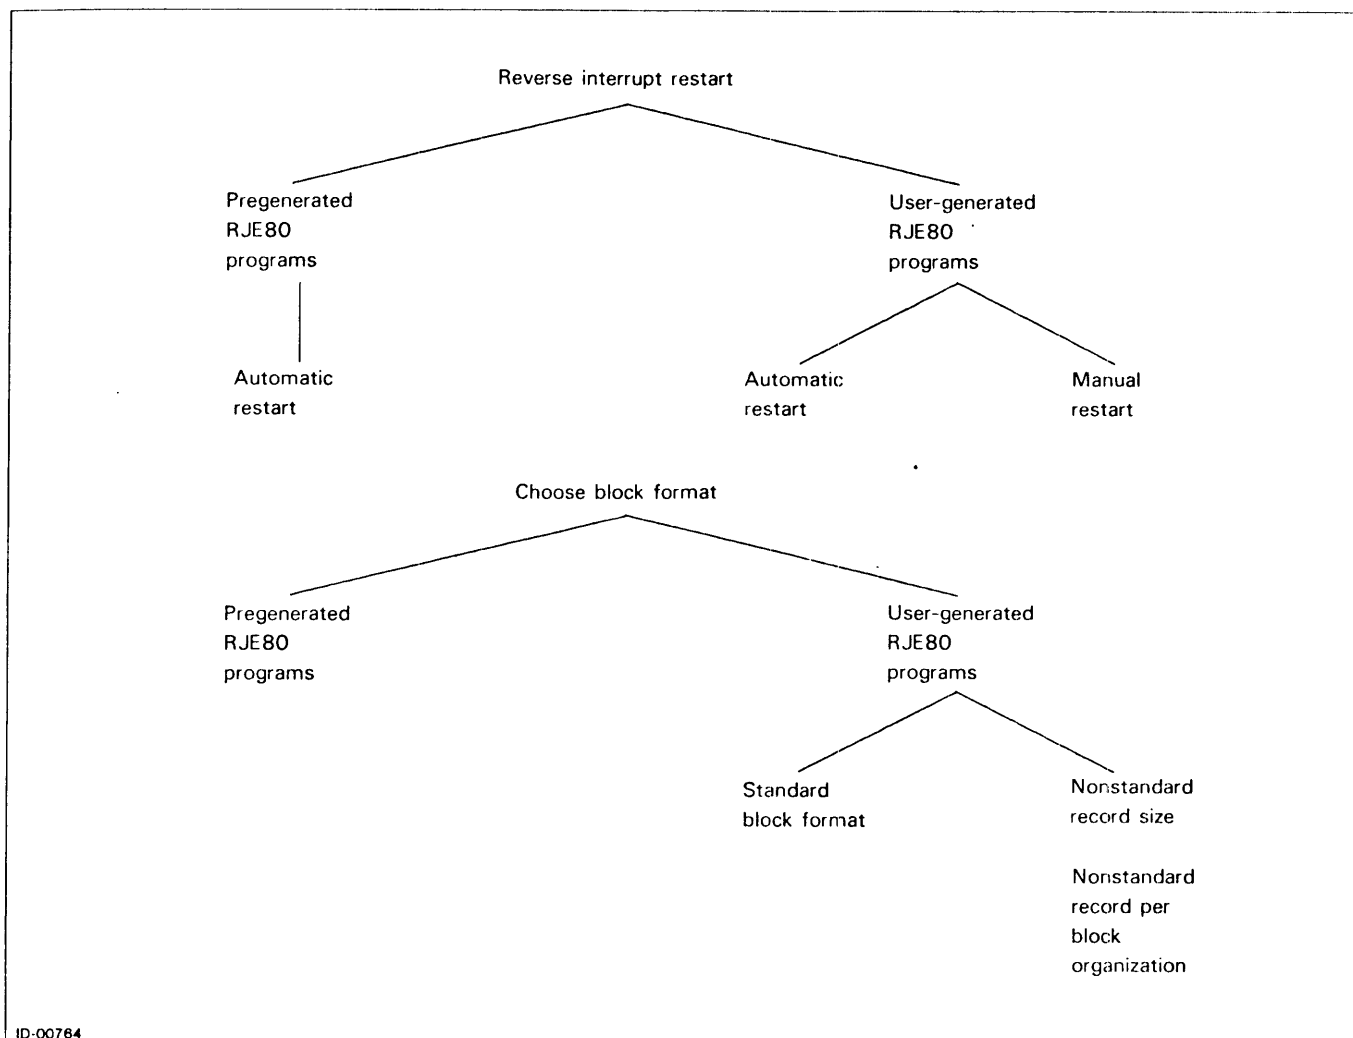 Reverse interrupt restart
Pregenerated
RJE80
programs
User-generated
RJE80
programs
Automatic
restart
Automatic
restart
Manual
restart
Choose block format
Pregenerated
RJE80
programs
User-generated
RJE80
programs
Standard
block format
Nonstandard
record size
Nonstandard
record per
block
organization
ID-00764